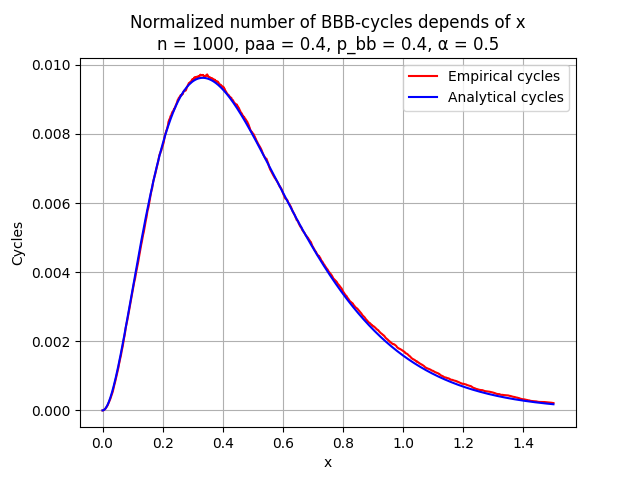 Normalized number of BBB-cycles depends of x
n = 1000, paa = 0.4, p_bb = 0.4, α = 0.5
Empirical cycles
Analytical cycles
Cycles
0.010
0.008
0.006
0.004
0.002
0.000
0.0 0.2 0.4 0.6 0.8 1.0 1.2 1.4
x